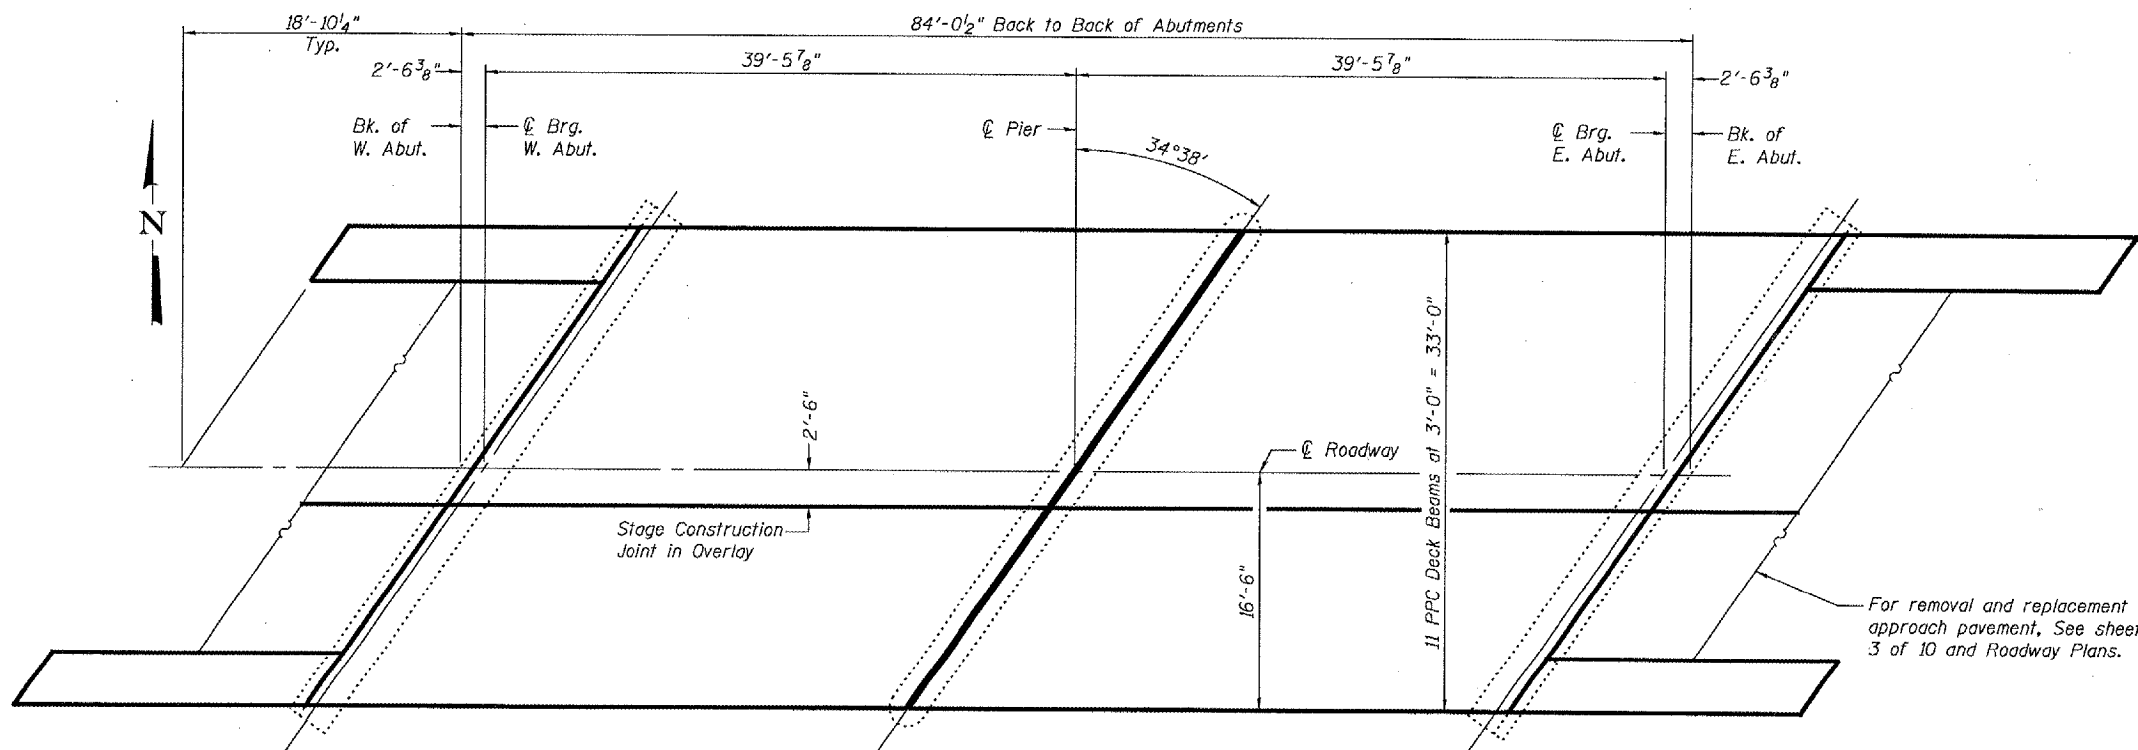 18'-10¼"
Typ.
84'-0½" Back to Back of Abutments
2'-6⅜"
39'-5⅞"
39'-5⅞"
2'-6⅜"
Bk. of
W. Abut.
℄ Brg.
W. Abut.
℄ Pier
34°38'
℄ Brg.
E. Abut.
Bk. of
E. Abut.
N
2'-6"
℄ Roadway
Stage Construction
Joint in Overlay
16'-6"
11 PPC Deck Beams at 3'-0" = 33'-0"
For removal and replacement
approach pavement, See sheet
3 of 10 and Roadway Plans.